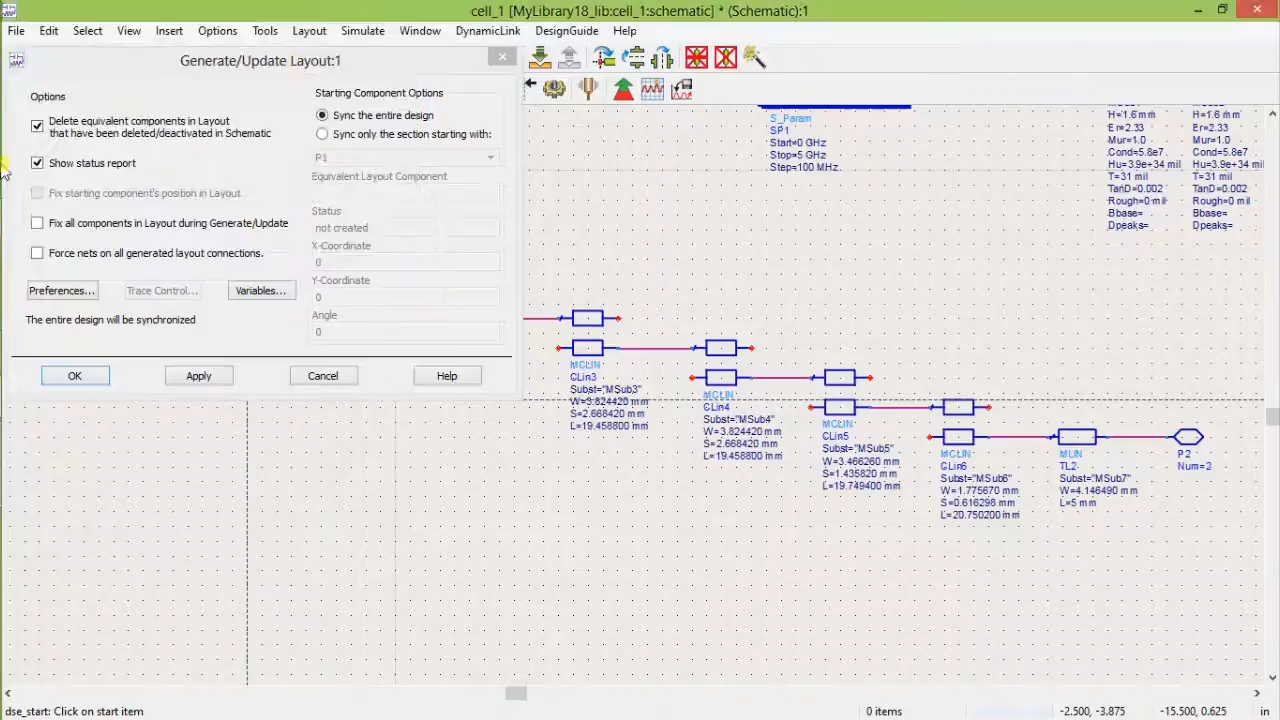 cell_1 [MyLibrary18_lib:cell_1:schematic] * (Schematic):1
File Edit Select View Insert Options Tools Layout Simulate Window DynamicLink DesignGuide Help
Generate/Update Layout:1
Options
Delete equivalent components in Layout
that have been deleted/deactivated in Schematic
Show status report
Fix starting component's position in Layout
Fix all components in Layout during Generate/Update
Force nets on all generated layout connections.
Preferences... Trace Control... Variables...
The entire design will be synchronized
Starting Component Options
Sync the entire design
Sync only the section starting with:
P1
Equivalent Layout Component
Status
not created
X-Coordinate
0
Y-Coordinate
0
Angle
0
OK Apply Cancel Help
S_Param
SP1
Start=0 GHz
Stop=5 GHz
Step=100 MHz
H=1.6 mm
Er=2.33
Mur=1.0
Cond=5.8e7
Hu=3.9e+34 mil
T=31 mil
TanD=0.002
Rough=0 mil
Bbase=
Dpeaks=
H=1.6 mm
Er=2.33
Mur=1.0
Cond=5.8e7
Hu=3.9e+34 mil
T=31 mil
TanD=0.002
Rough=0 mil
Bbase=
Dpeaks=
MCLIN
CLin3
Subst="MSub3"
W=3.824420 mm
S=2.668420 mm
L=19.458800 mm
MCLIN
CLin4
Subst="MSub4"
W=3.824420 mm
S=2.668420 mm
L=19.458800 mm
MCLIN
CLin5
Subst="MSub5"
W=3.466260 mm
S=1.435820 mm
L=19.749400 mm
MCLIN
CLin6
Subst="MSub6"
W=1.775670 mm
S=0.616298 mm
L=20.750200 mm
MLIN
TL2
Subst="MSub7"
W=4.146490 mm
L=5 mm
P2
Num=2
dse_start: Click on start item
0 items
-2.500, -3.875
-15.500, 0.625
in